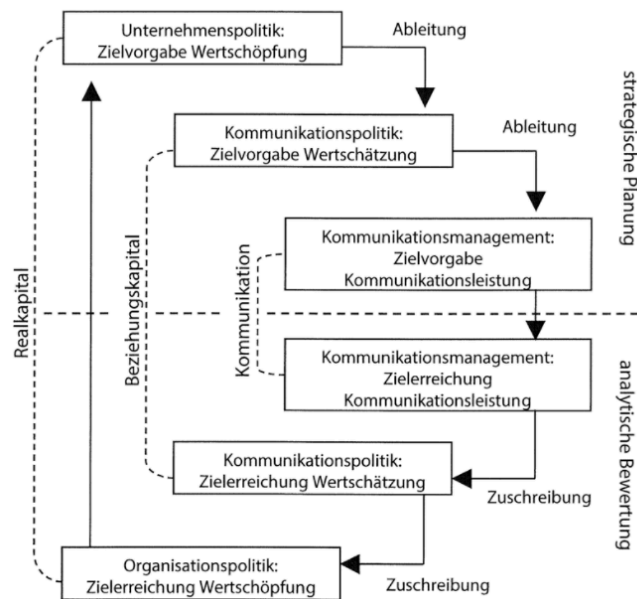 Unternehmenspolitik:
Zielvorgabe Wertschöpfung
Ableitung
strategische Planung
Kommunikationspolitik:
Zielvorgabe Wertschätzung
Ableitung
Kommunikationsmanagement:
Zielvorgabe
Kommunikationsleistung
Realkapital
Beziehungskapital
Kommunikation
Kommunikationsmanagement:
Zielerreichung
Kommunikationsleistung
analytische Bewertung
Kommunikationspolitik:
Zielerreichung Wertschätzung
Zuschreibung
Organisationspolitik:
Zielerreichung Wertschöpfung
Zuschreibung